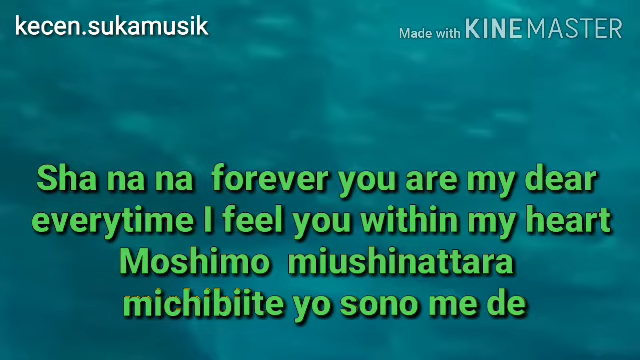 kecen.sukamusik
Made with KINEMASTER
Sha na na forever you are my dear
everytime I feel you within my heart
Moshimo miushinattara
michibiite yo sono me de